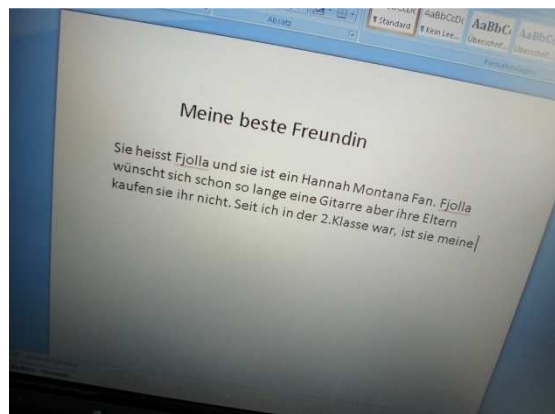 Absatz
AaBbCcDc AaBbC
¶ Standard ¶ Kein Lee... Überschrif...
Meine beste Freundin
Sie heisst Fjolla und sie ist ein Hannah Montana Fan. Fjolla
wünscht sich schon so lange eine Gitarre aber ihre Eltern
kaufen sie ihr nicht. Seit ich in der 2.Klasse war, ist sie meine